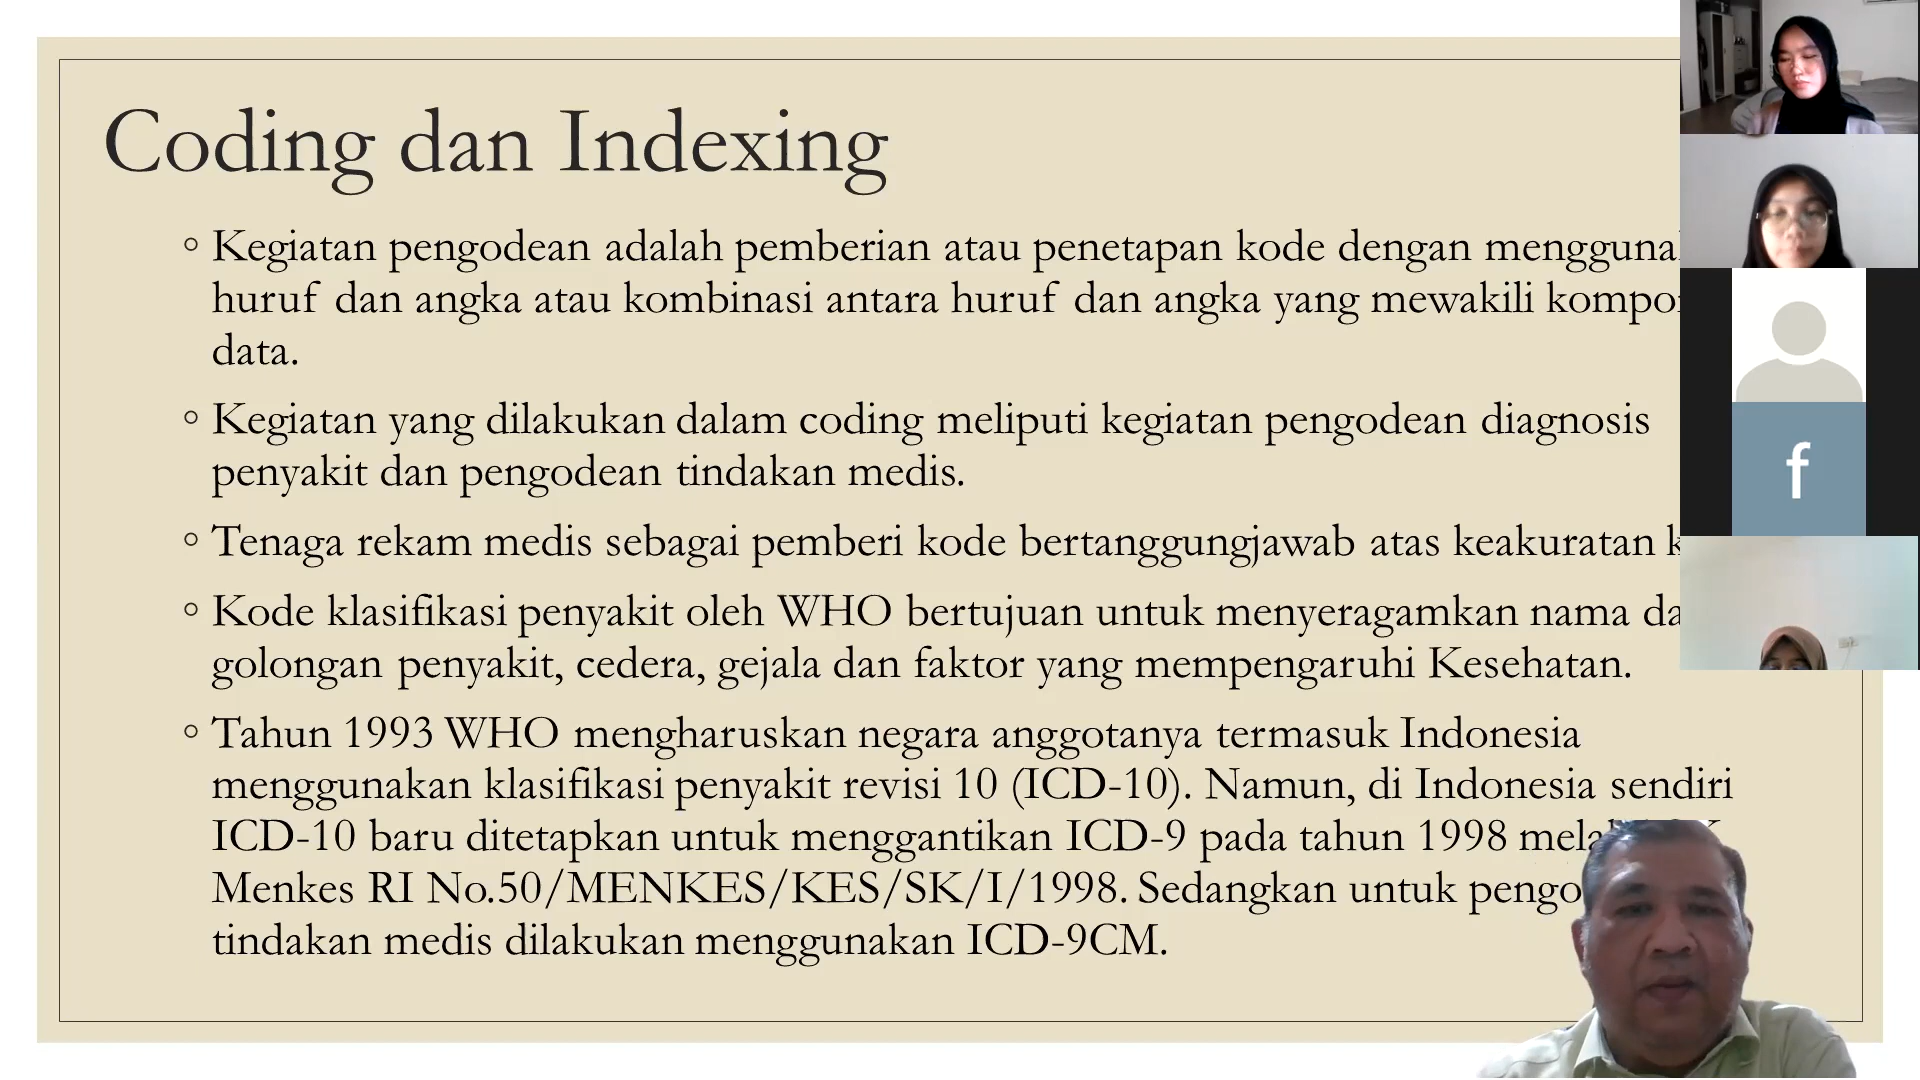 Coding dan Indexing
◦ Kegiatan pengodean adalah pemberian atau penetapan kode dengan
huruf dan angka atau kombinasi antara huruf dan angka yang mewakili
data.
◦ Kegiatan yang dilakukan dalam coding meliputi kegiatan pengodean diagnosis
penyakit dan pengodean tindakan medis.
◦ Tenaga rekam medis sebagai pemberi kode bertanggungjawab atas keakuratan
◦ Kode klasifikasi penyakit oleh WHO bertujuan untuk menyeragamkan nama
golongan penyakit, cedera, gejala dan faktor yang mempengaruhi Kesehatan.
◦ Tahun 1993 WHO mengharuskan negara anggotanya termasuk Indonesia
menggunakan klasifikasi penyakit revisi 10 (ICD-10). Namun, di Indonesia sendiri
ICD-10 baru ditetapkan untuk menggantikan ICD-9 pada tahun 1998
Menkes RI No.50/MENKES/KES/SK/I/1998. Sedangkan untuk
tindakan medis dilakukan menggunakan ICD-9CM.
f